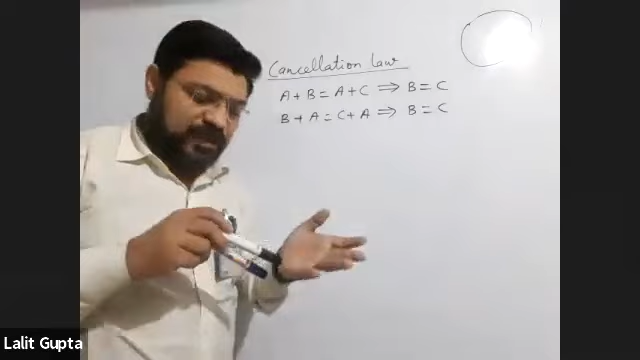 Cancellation Law
A + B = A + C ⇒ B = C
B + A = C + A ⇒ B = C
Lalit Gupta